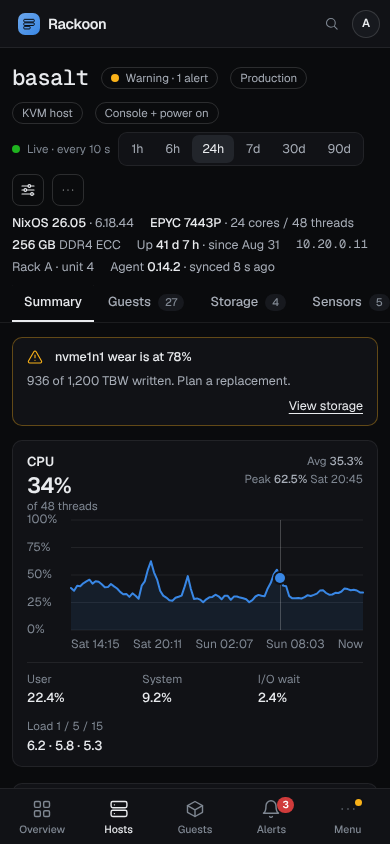 Rackoon
A
basalt
Warning · 1 alert
Production
KVM host
Console + power on
Live · every 10 s
1h 6h 24h 7d 30d 90d
···
NixOS 26.05 · 6.18.44 EPYC 7443P · 24 cores / 48 threads
256 GB DDR4 ECC Up 41 d 7 h · since Aug 31 10.20.0.11
Rack A · unit 4 Agent 0.14.2 · synced 8 s ago
Summary Guests 27 Storage 4 Sensors 5
nvme1n1 wear is at 78%
936 of 1,200 TBW written. Plan a replacement.
View storage
CPU
Avg 35.3%
34%
Peak 62.5% Sat 20:45
of 48 threads
100%
75%
50%
25%
0%
Sat 14:15 Sat 20:11 Sun 02:07 Sun 08:03 Now
User System I/O wait
22.4% 9.2% 2.4%
Load 1 / 5 / 15
6.2 · 5.8 · 5.3
3
Overview Hosts Guests Alerts Menu